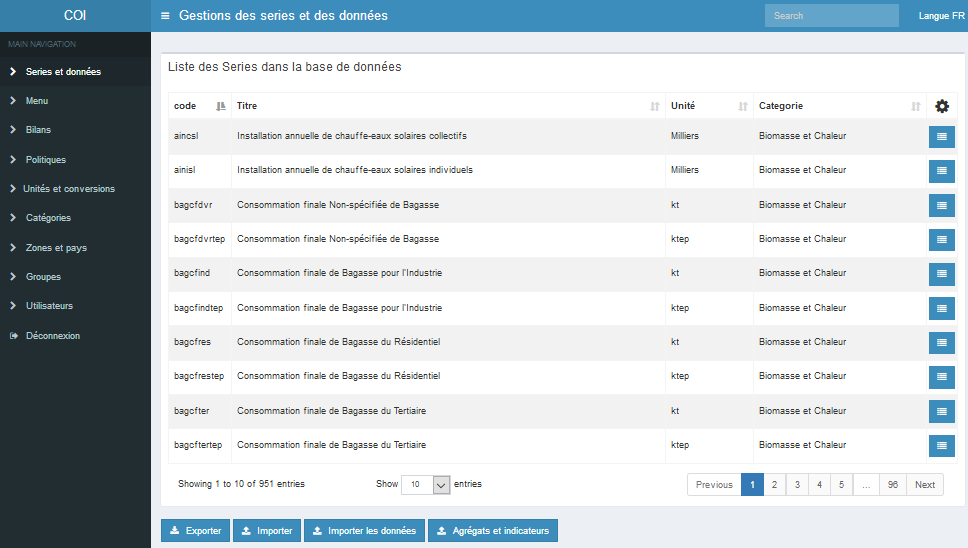 COI
Gestions des series et des données
Search
Langue FR
MAIN NAVIGATION
Series et données
Menu
Bilans
Politiques
Unités et conversions
Catégories
Zones et pays
Groupes
Utilisateurs
Déconnexion
Liste des Series dans la base de données
code Titre Unité Categorie
aincsl Installation annuelle de chauffe-eaux solaires collectifs Milliers Biomasse et Chaleur
ainisl Installation annuelle de chauffe-eaux solaires individuels Milliers Biomasse et Chaleur
bagcfdvr Consommation finale Non-spécifiée de Bagasse kt Biomasse et Chaleur
bagcfdvrtep Consommation finale Non-spécifiée de Bagasse ktep Biomasse et Chaleur
bagcfind Consommation finale de Bagasse pour l'Industrie kt Biomasse et Chaleur
bagcfindtep Consommation finale de Bagasse pour l'Industrie ktep Biomasse et Chaleur
bagcfres Consommation finale de Bagasse du Résidentiel kt Biomasse et Chaleur
bagcfrestep Consommation finale de Bagasse du Résidentiel ktep Biomasse et Chaleur
bagcfter Consommation finale de Bagasse du Tertiaire kt Biomasse et Chaleur
bagcftertep Consommation finale de Bagasse du Tertiaire ktep Biomasse et Chaleur
Showing 1 to 10 of 951 entries Show 10 entries Previous 1 2 3 4 5 ... 96 Next
Exporter Importer Importer les données Agrégats et indicateurs